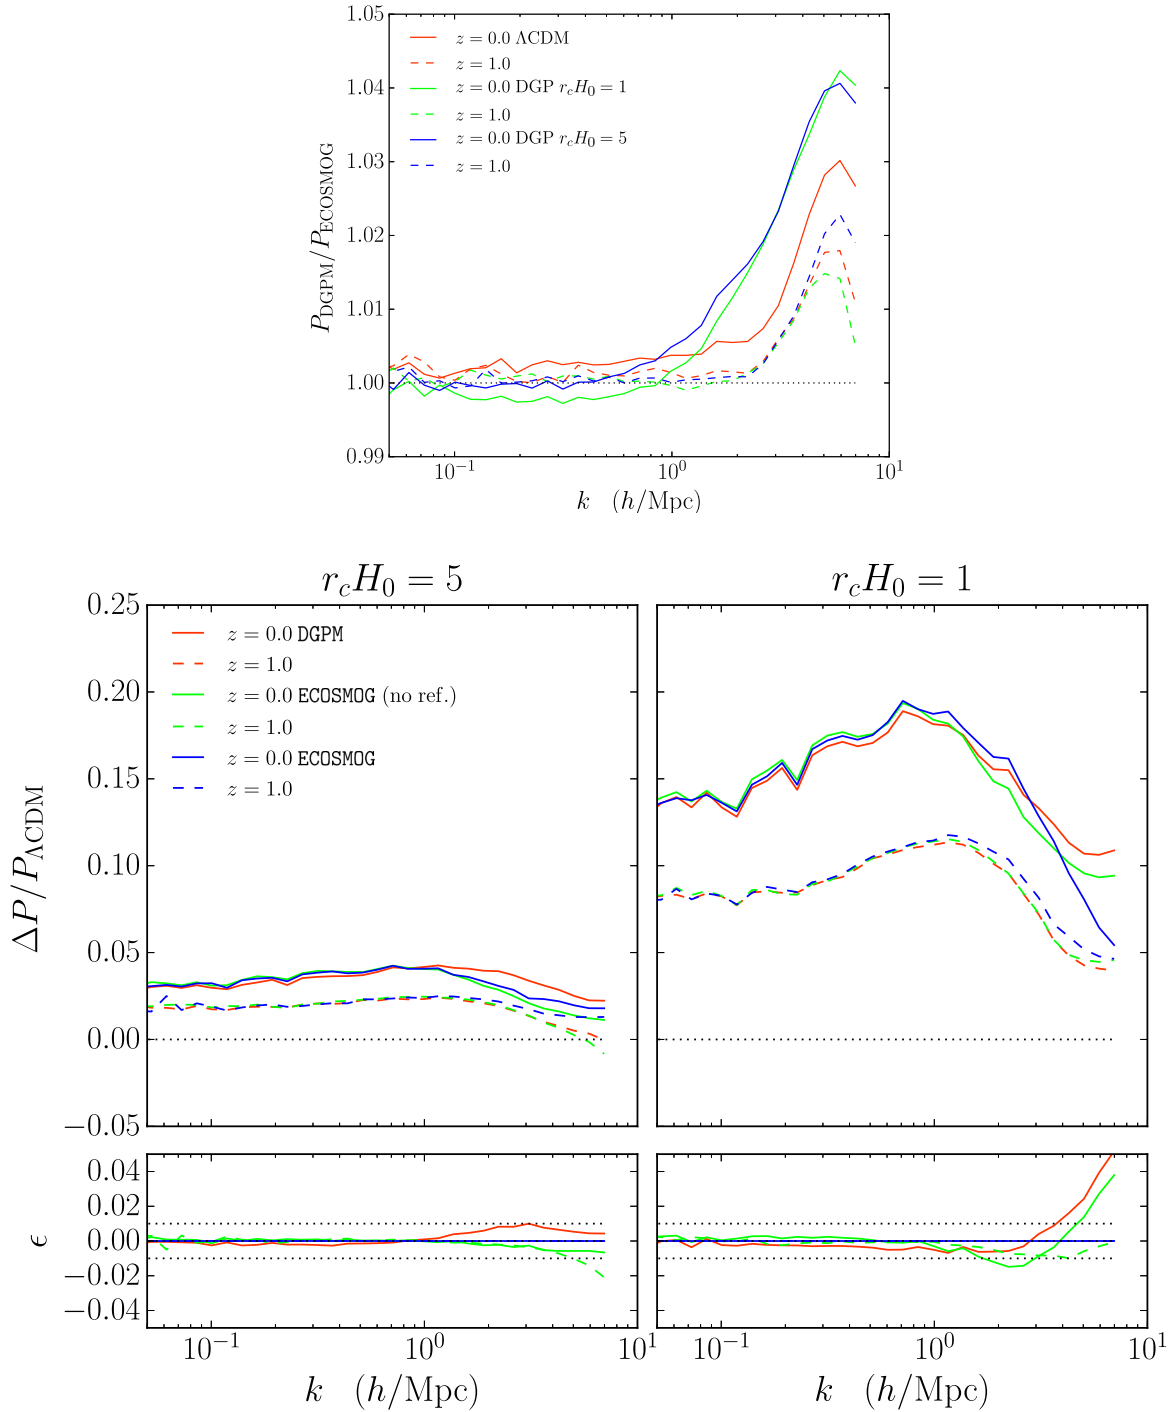 1.05
1.04
1.03
1.02
1.01
1.00
0.99
P_DGPM/P_ECOSMOG
z = 0.0 ΛCDM
z = 1.0
z = 0.0 DGP r_cH_0 = 1
z = 1.0
z = 0.0 DGP r_cH_0 = 5
z = 1.0
10^{-1} 10^0 10^1
k (h/Mpc)
r_cH_0 = 5 r_cH_0 = 1
0.25
0.20
0.15
0.10
0.05
0.00
−0.05
ΔP/P_ΛCDM
z = 0.0 DGPM
z = 1.0
z = 0.0 ECOSMOG (no ref.)
z = 1.0
z = 0.0 ECOSMOG
z = 1.0
0.04
0.02
0.00
−0.02
−0.04
ϵ
10^{-1} 10^0 10^1 10^{-1} 10^0 10^1
k (h/Mpc) k (h/Mpc)